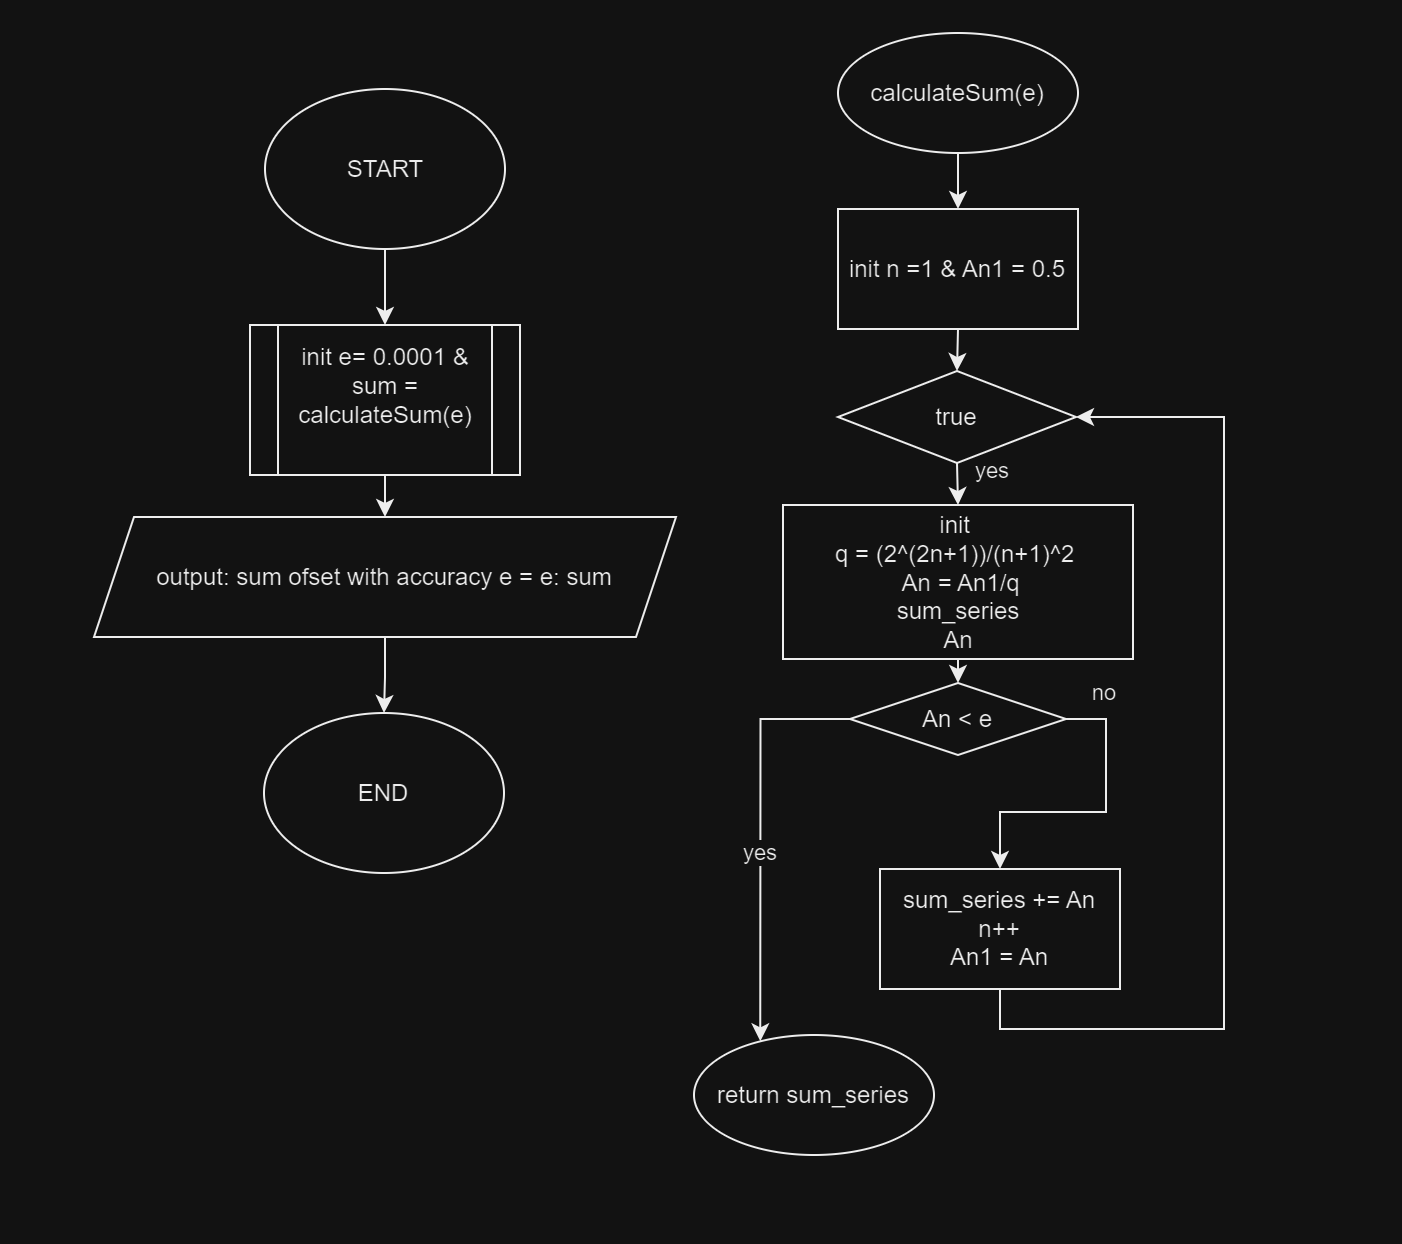 START
init e= 0.0001 &
sum =
calculateSum(e)
output: sum ofset with accuracy e = e: sum
END
calculateSum(e)
init n =1 & An1 = 0.5
true
yes
init
q = (2^(2n+1))/(n+1)^2
An = An1/q
sum_series
An
An < e
no
yes
sum_series += An
n++
An1 = An
return sum_series